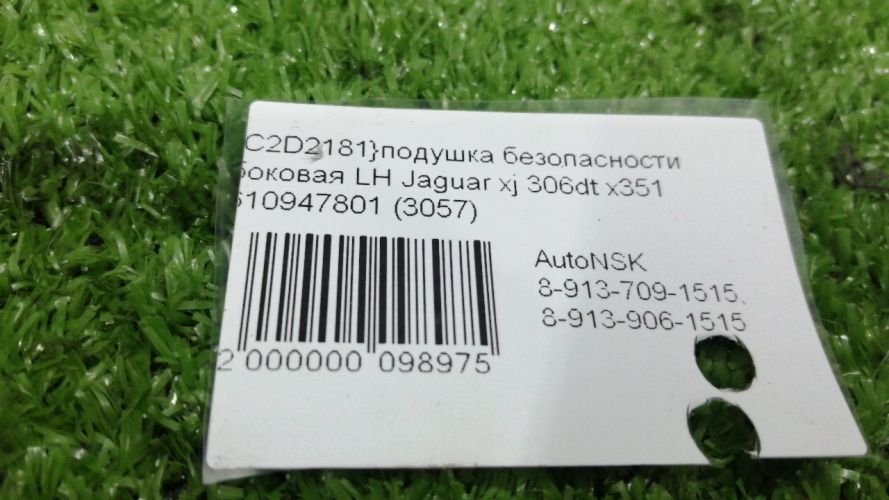 C2D2181}подушка безопасности
боковая LH Jaguar xj 306dt x351
610947801 (3057)
AutoNSK
8-913-709-1515,
8-913-906-1515
2 000000 098975